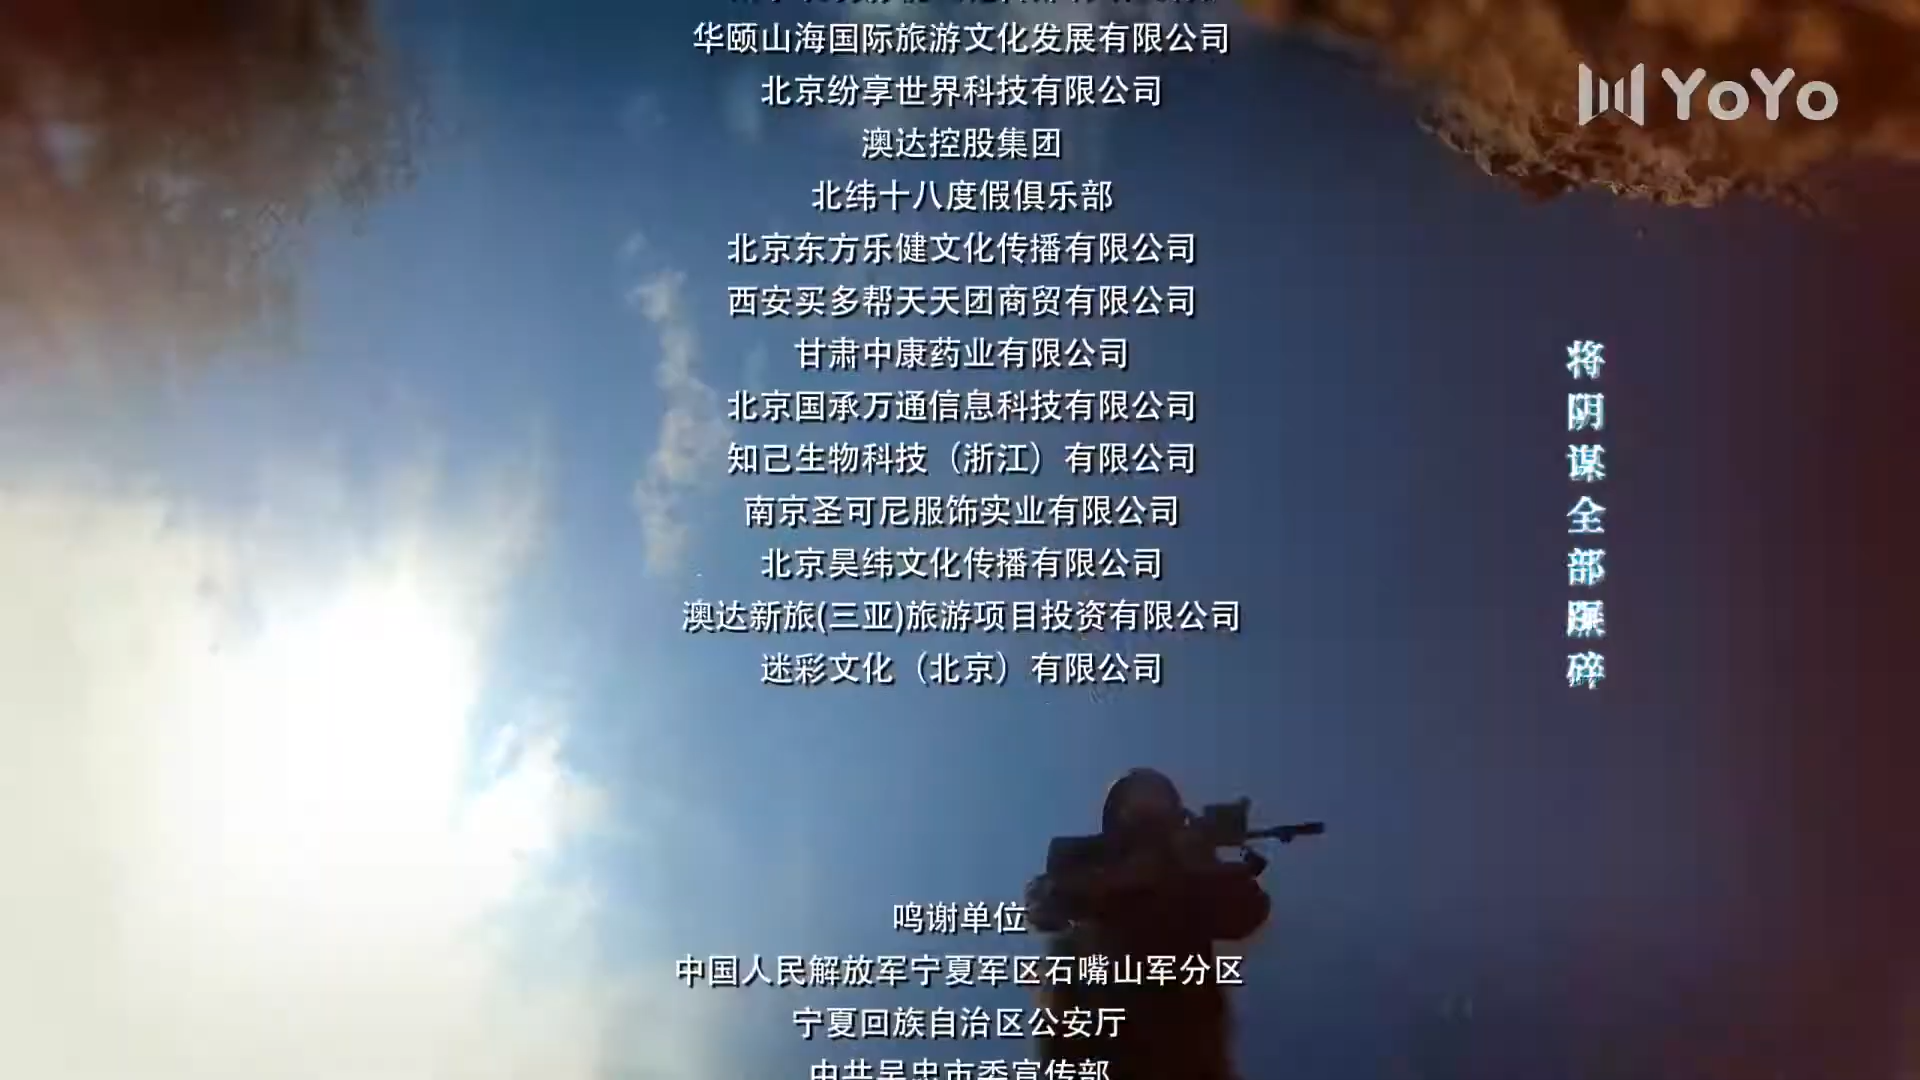 华颐山海国际旅游文化发展有限公司
北京纷享世界科技有限公司
澳达控股集团
北纬十八度假俱乐部
北京东方乐健文化传播有限公司
西安买多帮天天团商贸有限公司
甘肃中康药业有限公司
北京国承万通信息科技有限公司
知己生物科技（浙江）有限公司
南京圣可尼服饰实业有限公司
北京昊纬文化传播有限公司
澳达新旅(三亚)旅游项目投资有限公司
迷彩文化（北京）有限公司
鸣谢单位
中国人民解放军宁夏军区石嘴山军分区
宁夏回族自治区公安厅
中共吴忠市委宣传部
YoYo
将阴谋全部碾碎